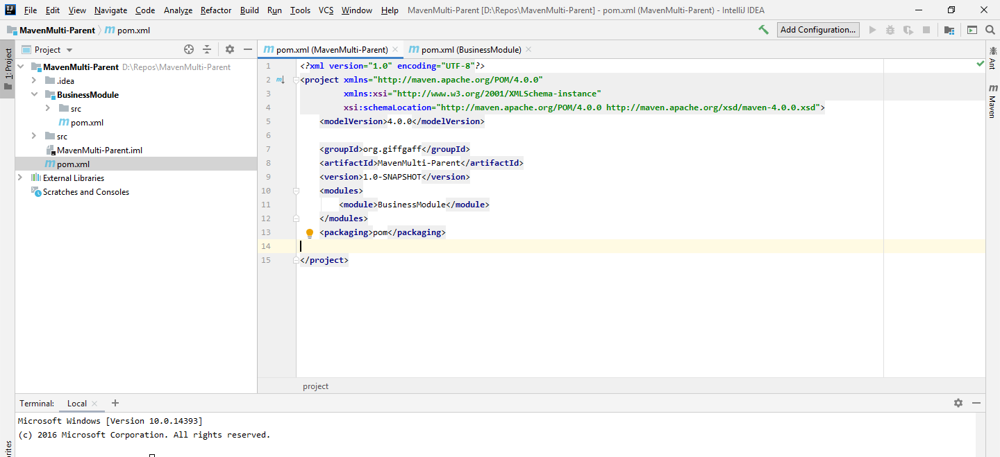 IJ File Edit View Navigate Code Analyze Refactor Build Run Tools VCS Window Help MavenMulti-Parent [D:\Repos\MavenMulti-Parent] - pom.xml (MavenMulti-Parent) - IntelliJ IDEA
MavenMulti-Parent m pom.xml Add Configuration...
1: Project
Project
MavenMulti-Parent D:\Repos\MavenMulti-Parent
.idea
BusinessModule
src
m pom.xml
src
MavenMulti-Parent.iml
m pom.xml
External Libraries
Scratches and Consoles
m pom.xml (MavenMulti-Parent) m pom.xml (BusinessModule)
1 <?xml version="1.0" encoding="UTF-8"?>
2 m <project xmlns="http://maven.apache.org/POM/4.0.0"
3 xmlns:xsi="http://www.w3.org/2001/XMLSchema-instance"
4 xsi:schemaLocation="http://maven.apache.org/POM/4.0.0 http://maven.apache.org/xsd/maven-4.0.0.xsd">
5 <modelVersion>4.0.0</modelVersion>
6
7 <groupId>org.giffgaff</groupId>
8 <artifactId>MavenMulti-Parent</artifactId>
9 <version>1.0-SNAPSHOT</version>
10 <modules>
11 <module>BusinessModule</module>
12 </modules>
13 <packaging>pom</packaging>
14
15 </project>
project
Ant
m Maven
Terminal: Local +
Microsoft Windows [Version 10.0.14393]
(c) 2016 Microsoft Corporation. All rights reserved.